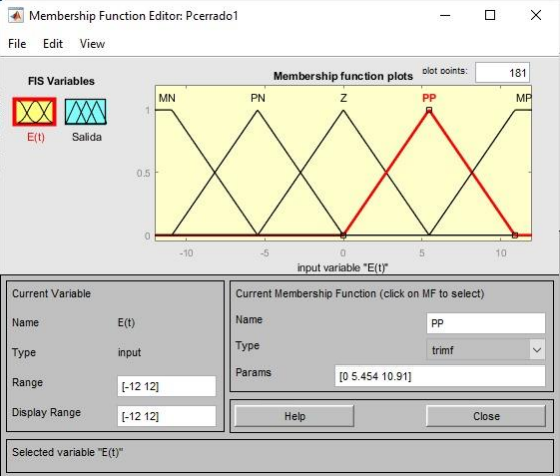 Membership Function Editor: Pcerrado1
File Edit View
FIS Variables
E(t) Salida
Membership function plots
plot points: 181
MN PN Z PP MP
1
0.5
0
-10 -5 0 5 10
input variable "E(t)"
Current Variable
Name E(t)
Type input
Range [-12 12]
Display Range [-12 12]
Current Membership Function (click on MF to select)
Name PP
Type trimf
Params [0 5.454 10.91]
Help Close
Selected variable "E(t)"